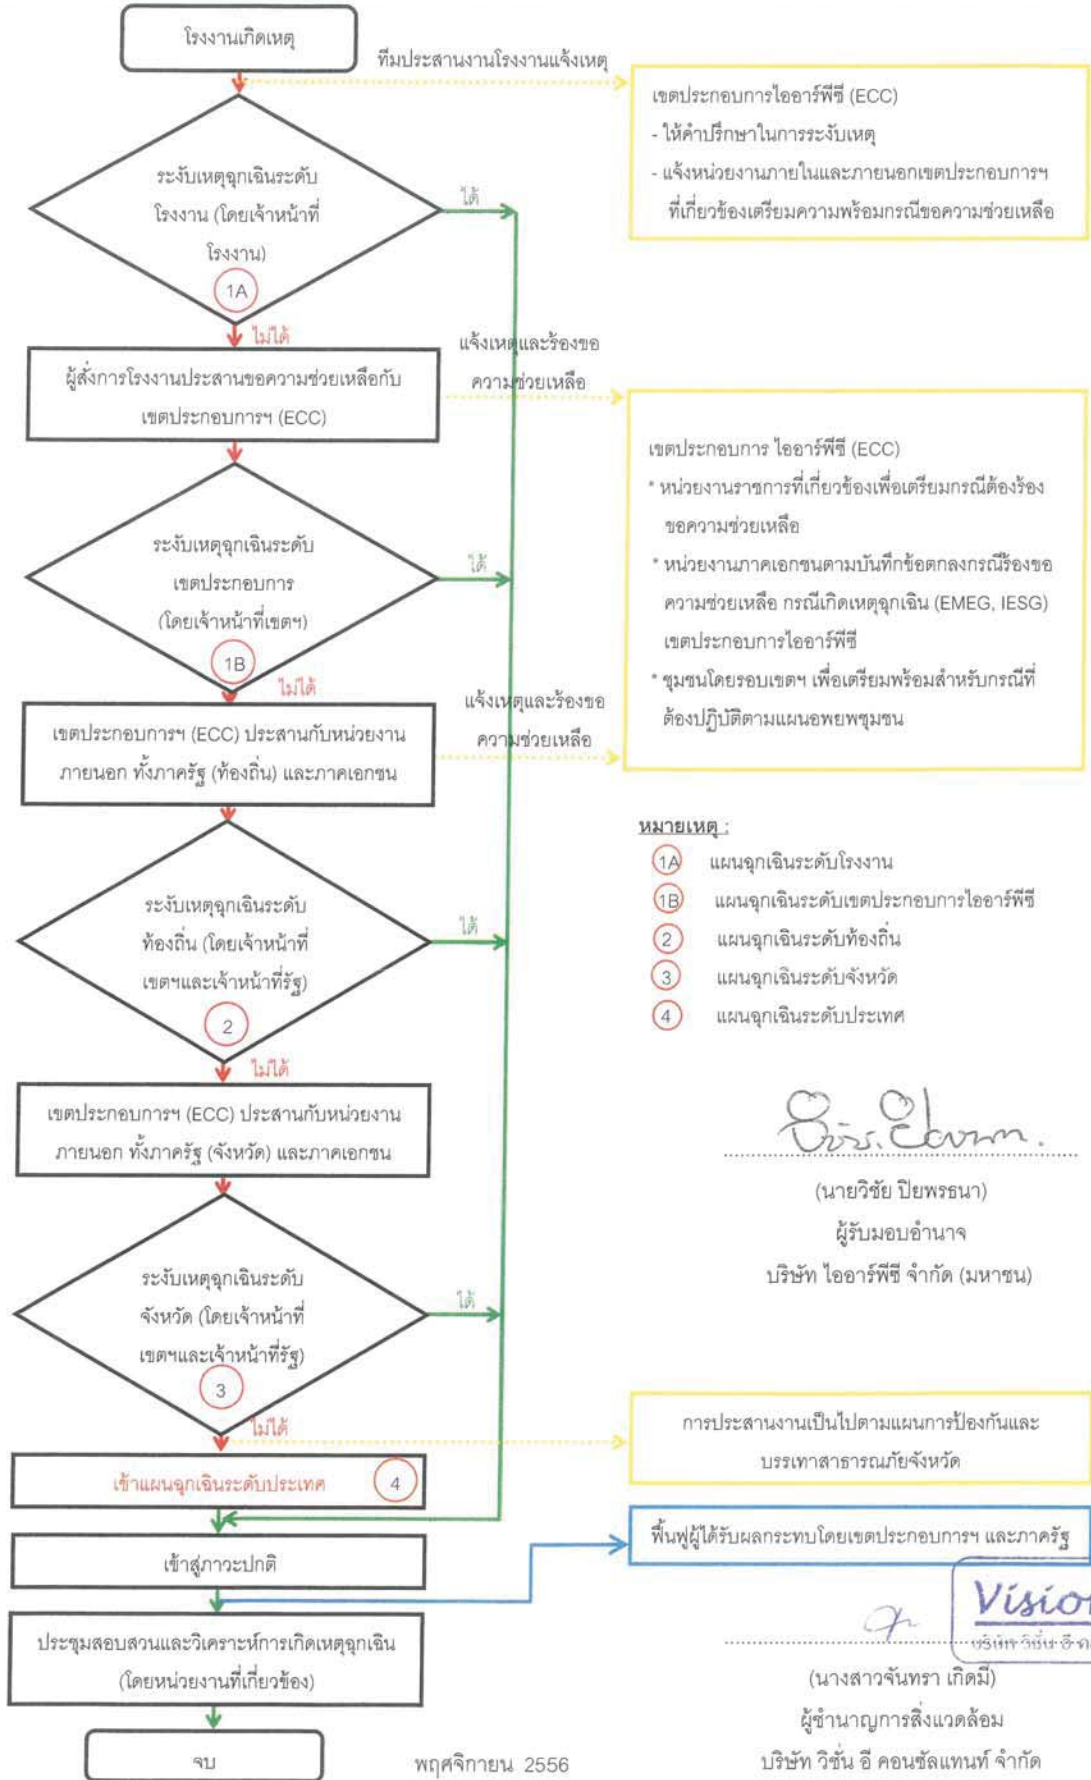 โรงงานเกิดเหตุ
ทีมประสานงานโรงงานแจ้งเหตุ
เขตประกอบการไออาร์พีซี (ECC)
- ให้คำปรึกษาในการระงับเหตุ
- แจ้งหน่วยงานภายในและภายนอกเขตประกอบการฯ
ที่เกี่ยวข้องเตรียมความพร้อมกรณีขอความช่วยเหลือ
ระงับเหตุฉุกเฉินระดับ
โรงงาน (โดยเจ้าหน้าที่
โรงงาน)
1A
ได้
ไม่ได้
ผู้สั่งการโรงงานประสานขอความช่วยเหลือกับ
เขตประกอบการฯ (ECC)
แจ้งเหตุและร้องขอ
ความช่วยเหลือ
เขตประกอบการ ไออาร์พีซี (ECC)
* หน่วยงานราชการที่เกี่ยวข้องเพื่อเตรียมกรณีต้องร้อง
ขอความช่วยเหลือ
* หน่วยงานภาคเอกชนตามบันทึกข้อตกลงกรณีร้องขอ
ความช่วยเหลือ กรณีเกิดเหตุฉุกเฉิน (EMEG, IESG)
เขตประกอบการไออาร์พีซี
* ชุมชนโดยรอบเขตฯ เพื่อเตรียมพร้อมสำหรับกรณีที่
ต้องปฏิบัติตามแผนอพยพชุมชน
ระงับเหตุฉุกเฉินระดับ
เขตประกอบการ
(โดยเจ้าหน้าที่เขตฯ)
1B
ได้
ไม่ได้
เขตประกอบการฯ (ECC) ประสานกับหน่วยงาน
ภายนอก ทั้งภาครัฐ (ท้องถิ่น) และภาคเอกชน
แจ้งเหตุและร้องขอ
ความช่วยเหลือ
หมายเหตุ :
1A แผนฉุกเฉินระดับโรงงาน
1B แผนฉุกเฉินระดับเขตประกอบการไออาร์พีซี
2 แผนฉุกเฉินระดับท้องถิ่น
3 แผนฉุกเฉินระดับจังหวัด
4 แผนฉุกเฉินระดับประเทศ
ระงับเหตุฉุกเฉินระดับ
ท้องถิ่น (โดยเจ้าหน้าที่
เขตฯและเจ้าหน้าที่รัฐ)
2
ได้
ไม่ได้
เขตประกอบการฯ (ECC) ประสานกับหน่วยงาน
ภายนอก ทั้งภาครัฐ (จังหวัด) และภาคเอกชน
(นายวิชัย ปิยพรธนา)
ผู้รับมอบอำนาจ
บริษัท ไออาร์พีซี จำกัด (มหาชน)
ระงับเหตุฉุกเฉินระดับ
จังหวัด (โดยเจ้าหน้าที่
เขตฯและเจ้าหน้าที่รัฐ)
3
ได้
ไม่ได้
การประสานงานเป็นไปตามแผนการป้องกันและ
บรรเทาสาธารณภัยจังหวัด
เข้าแผนฉุกเฉินระดับประเทศ 4
เข้าสู่ภาวะปกติ
ฟื้นฟูผู้ได้รับผลกระทบโดยเขตประกอบการฯ และภาครัฐ
ประชุมสอบสวนและวิเคราะห์การเกิดเหตุฉุกเฉิน
(โดยหน่วยงานที่เกี่ยวข้อง)
จบ
พฤศจิกายน 2556
Vision
บริษัท วิชั่น อี
(นางสาวจันทรา เกิดมี)
ผู้ชำนาญการสิ่งแวดล้อม
บริษัท วิชั่น อี คอนซัลแทนท์ จำกัด